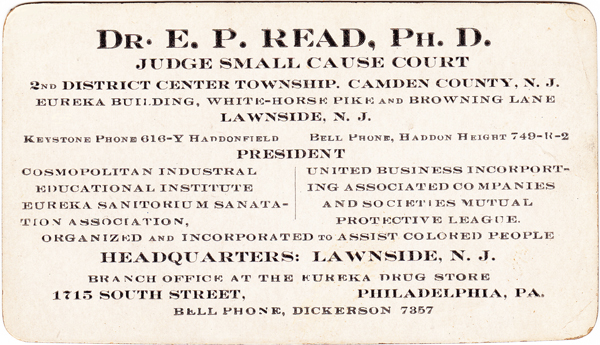 DR. E. P. READ, PH. D.
JUDGE SMALL CAUSE COURT
2ND DISTRICT CENTER TOWNSHIP. CAMDEN COUNTY, N. J.
EUREKA BUILDING, WHITE-HORSE PIKE AND BROWNING LANE
LAWNSIDE, N. J.
KEYSTONE PHONE 616-Y HADDONFIELD
BELL PHONE, HADDON HEIGHT 749-R-2
PRESIDENT
COSMOPOLITAN INDUSTRAL
EDUCATIONAL INSTITUTE
EUREKA SANITORIUM SANATA-
TION ASSOCIATION,
UNITED BUSINESS INCORPORT-
ING ASSOCIATED COMPANIES
AND SOCIETIES MUTUAL
PROTECTIVE LEAGUE.
ORGANIZED AND INCORPORATED TO ASSIST COLORED PEOPLE
HEADQUARTERS: LAWNSIDE, N. J.
BRANCH OFFICE AT THE EUREKA DRUG STORE
1715 SOUTH STREET, PHILADELPHIA, PA.
BELL PHONE, DICKERSON 7357